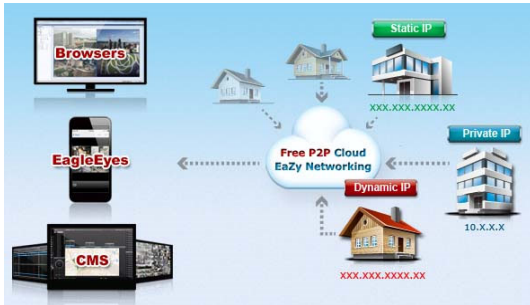 Browsers
EagleEyes
CMS
Static IP
XXX.XXX.XXXX.XX
Free P2P Cloud
EaZy Networking
Private IP
10.X.X.X
Dynamic IP
XXX.XXX.XXXX.XX